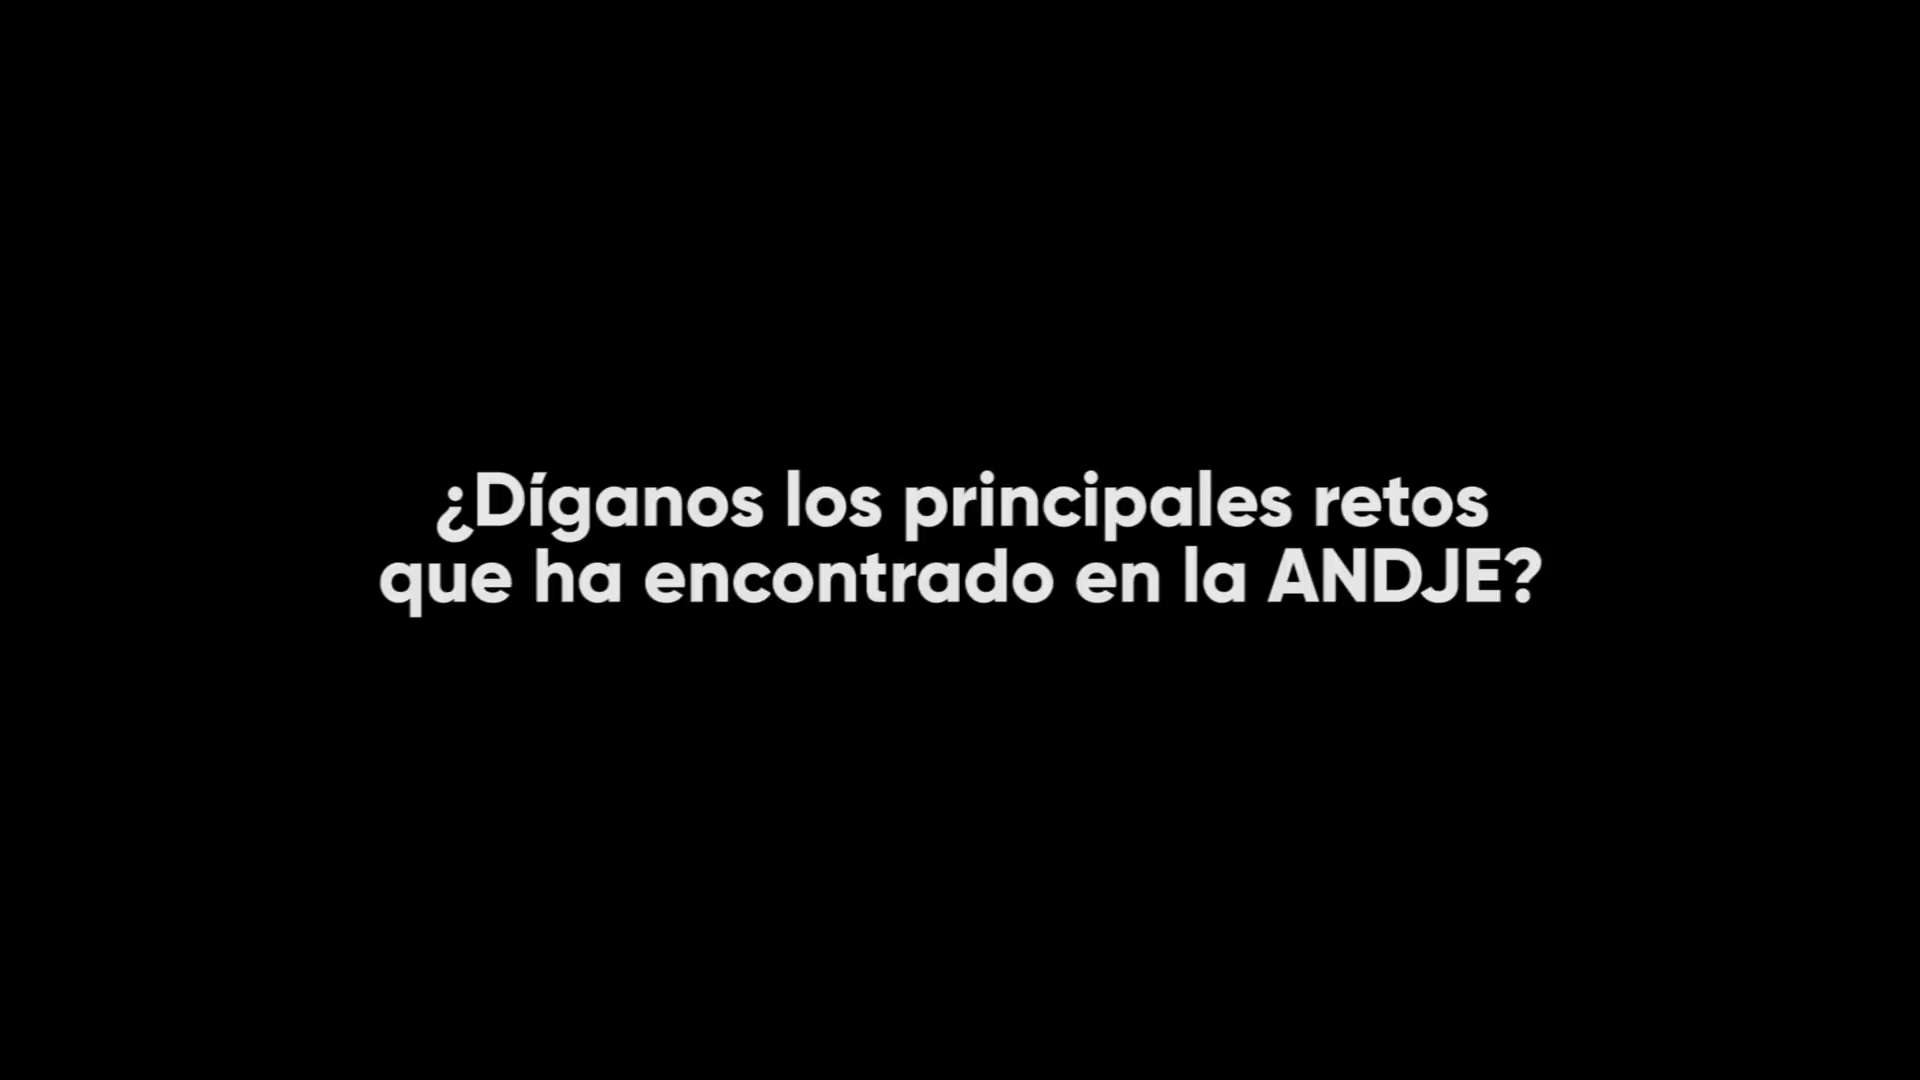 ¿Díganos los principales retos
que ha encontrado en la ANDJE?